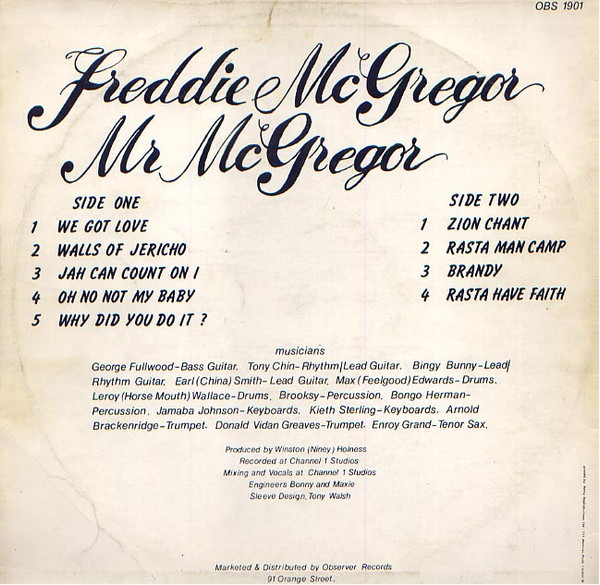 OBS 1901
Freddie McGregor
Mr McGregor
SIDE ONE
1 WE GOT LOVE
2 WALLS OF JERICHO
3 JAH CAN COUNT ON I
4 OH NO NOT MY BABY
5 WHY DID YOU DO IT ?
SIDE TWO
1 ZION CHANT
2 RASTA MAN CAMP
3 BRANDY
4 RASTA HAVE FAITH
musicians
George Fullwood-Bass Guitar. Tony Chin-Rhythm/Lead Guitar. Bingy Bunny-Lead/
Rhythm Guitar. Earl (China) Smith-Lead Guitar. Max (Feelgood) Edwards-Drums.
Leroy (Horse Mouth) Wallace-Drums. Brooksy-Percussion. Bongo Herman-
Percussion. Jamaba Johnson-Keyboards. Kieth Sterling-Keyboards. Arnold
Brackenridge-Trumpet. Donald Vidan Greaves-Trumpet. Enroy Grand-Tenor Sax.
Produced by Winston (Niney) Holness
Recorded at Channel 1 Studios
Mixing and Vocals at Channel 1 Studios
Engineers Bonny and Maxie
Sleeve Design, Tony Walsh
Marketed & Distributed by Observer Records
91 Orange Street.